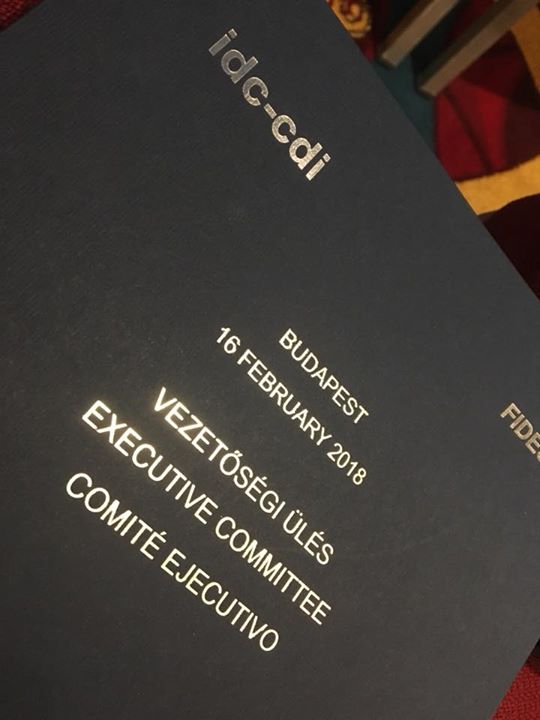 idc-cdi
BUDAPEST
16 FEBRUARY 2018
VEZETŐSÉGI ÜLÉS
EXECUTIVE COMMITTEE
COMITÉ EJECUTIVO